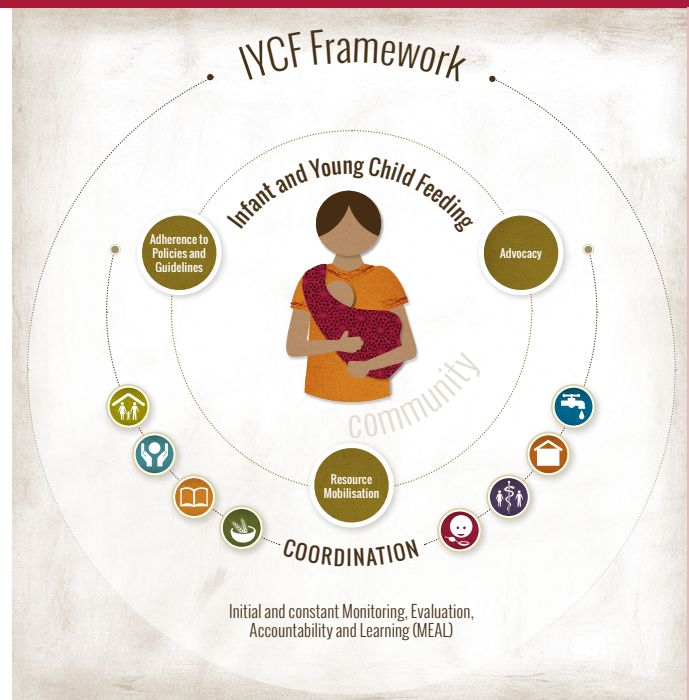 IYCF Framework
Infant and Young Child Feeding
Adherence to
Policies and
Guidelines
Advocacy
community
Resource
Mobilisation
COORDINATION
Initial and constant Monitoring, Evaluation,
Accountability and Learning (MEAL)